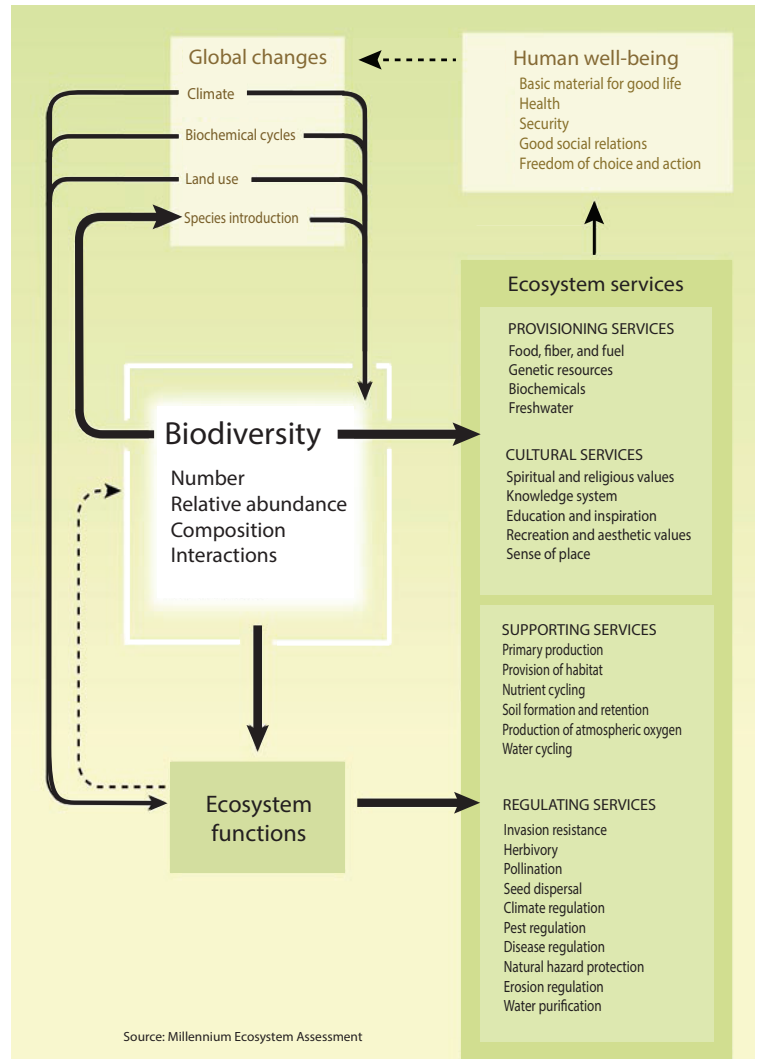 Global changes
Climate
Biochemical cycles
Land use
Species introduction
Human well-being
Basic material for good life
Health
Security
Good social relations
Freedom of choice and action
Ecosystem services
PROVISIONING SERVICES
Food, fiber, and fuel
Genetic resources
Biochemicals
Freshwater
CULTURAL SERVICES
Spiritual and religious values
Knowledge system
Education and inspiration
Recreation and aesthetic values
Sense of place
Biodiversity
Number
Relative abundance
Composition
Interactions
SUPPORTING SERVICES
Primary production
Provision of habitat
Nutrient cycling
Soil formation and retention
Production of atmospheric oxygen
Water cycling
Ecosystem
functions
REGULATING SERVICES
Invasion resistance
Herbivory
Pollination
Seed dispersal
Climate regulation
Pest regulation
Disease regulation
Natural hazard protection
Erosion regulation
Water purification
Source: Millennium Ecosystem Assessment